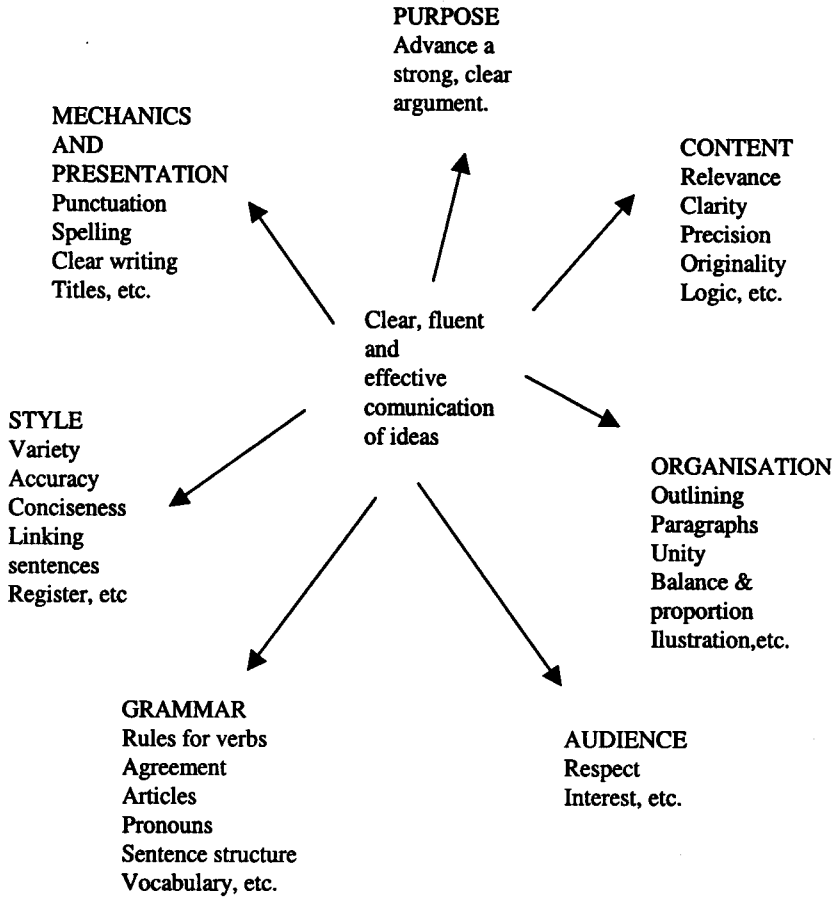 PURPOSE
Advance a
strong, clear
argument.
MECHANICS
AND
PRESENTATION
Punctuation
Spelling
Clear writing
Titles, etc.
CONTENT
Relevance
Clarity
Precision
Originality
Logic, etc.
Clear, fluent
and
effective
comunication
of ideas
STYLE
Variety
Accuracy
Conciseness
Linking
sentences
Register, etc
ORGANISATION
Outlining
Paragraphs
Unity
Balance &
proportion
Ilustration,etc.
GRAMMAR
Rules for verbs
Agreement
Articles
Pronouns
Sentence structure
Vocabulary, etc.
AUDIENCE
Respect
Interest, etc.